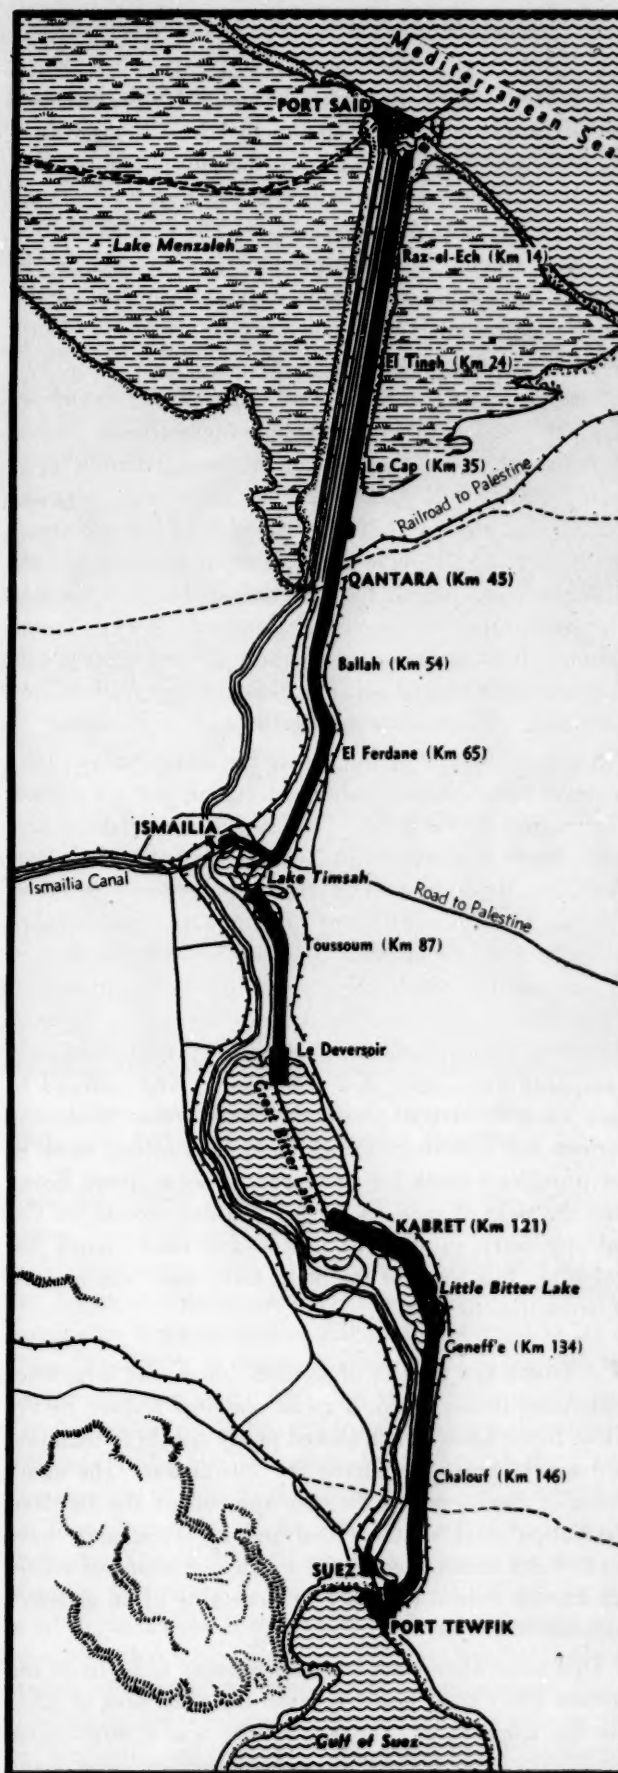 Mediterranean Sea
PORT SAID
Lake Menzaleh
Raz-el-Ech (Km 14)
El Tineh (Km 24)
Le Cap (Km 35)
Railroad to Palestine
QANTARA (Km 45)
Ballah (Km 54)
El Ferdane (Km 65)
ISMAILIA
Lake Timsah
Ismailia Canal
Road to Palestine
Toussoum (Km 87)
Le Deversoir
Great Bitter Lake
KABRET (Km 121)
Little Bitter Lake
Geneff'e (Km 134)
Chalouf (Km 146)
SUEZ
PORT TEWFIK
Gulf of Suez